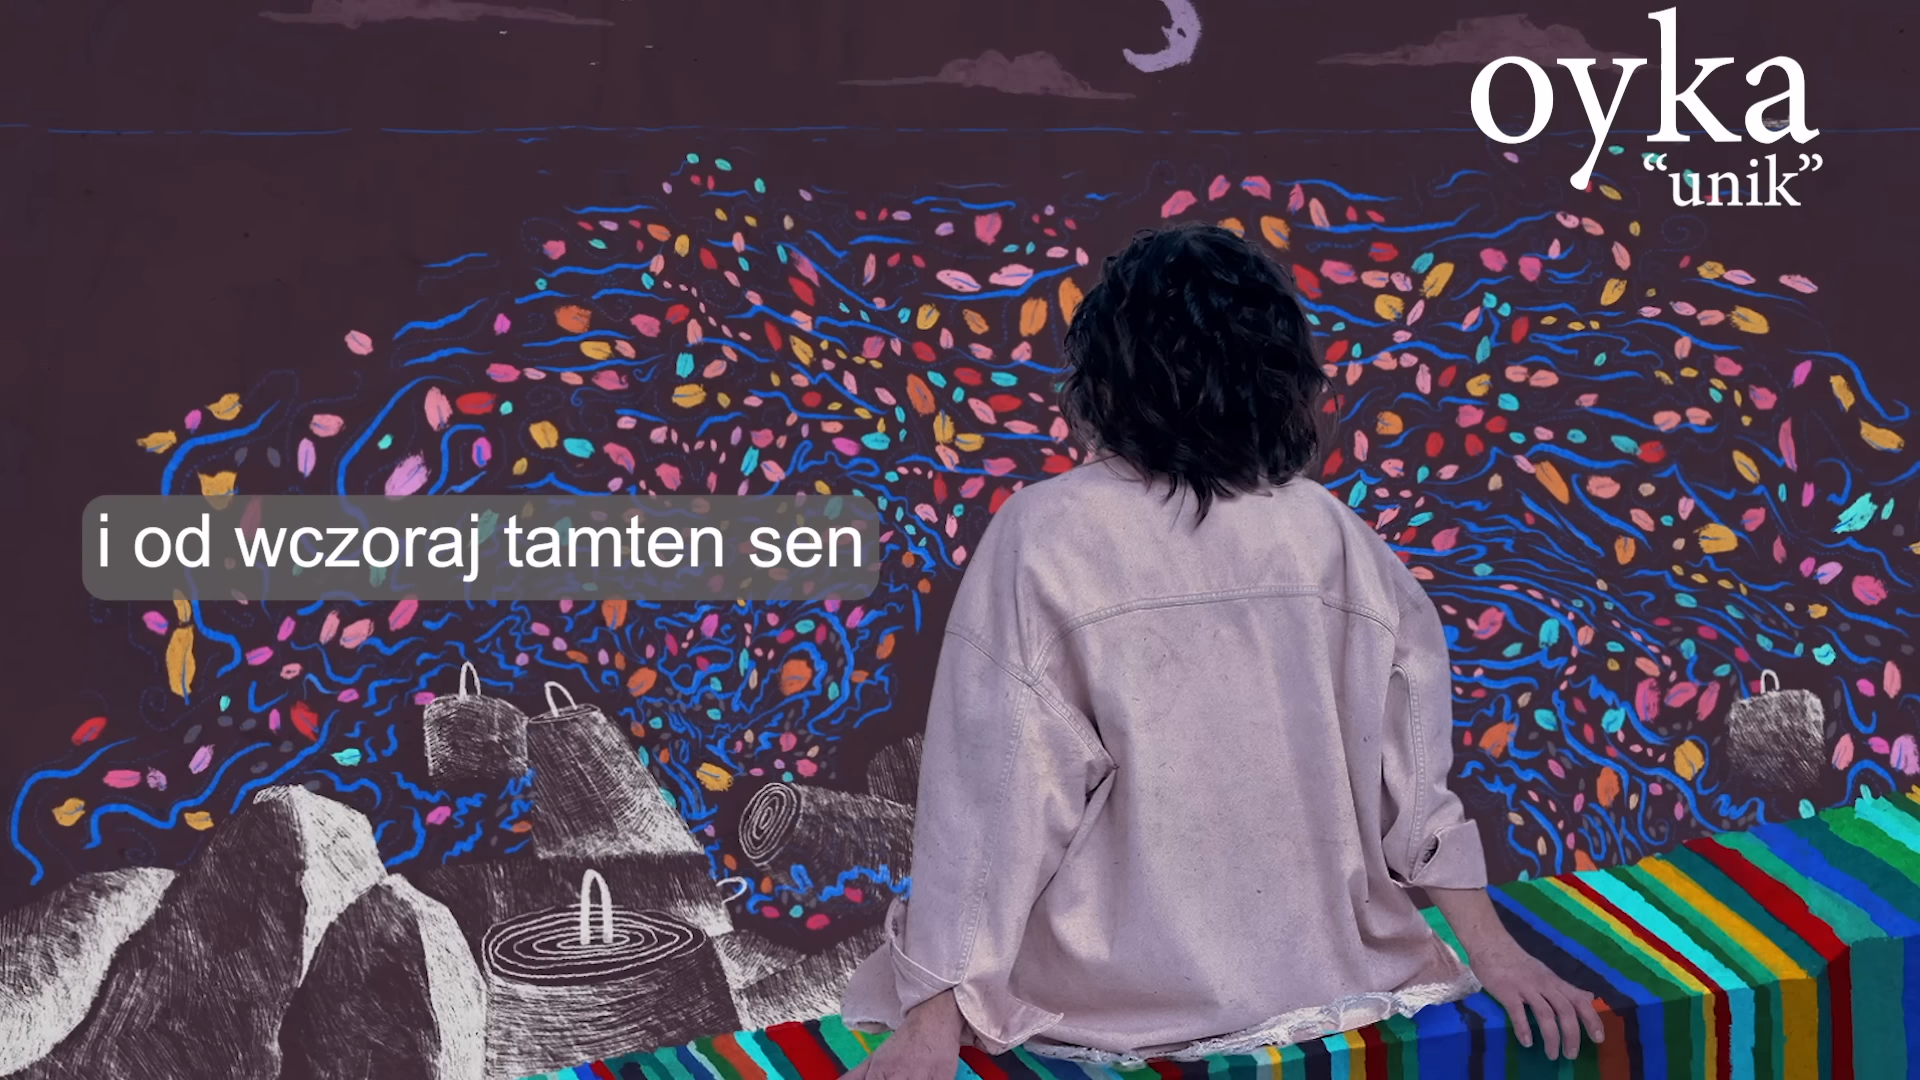 oyka
“unik”
i od wczoraj tamten sen